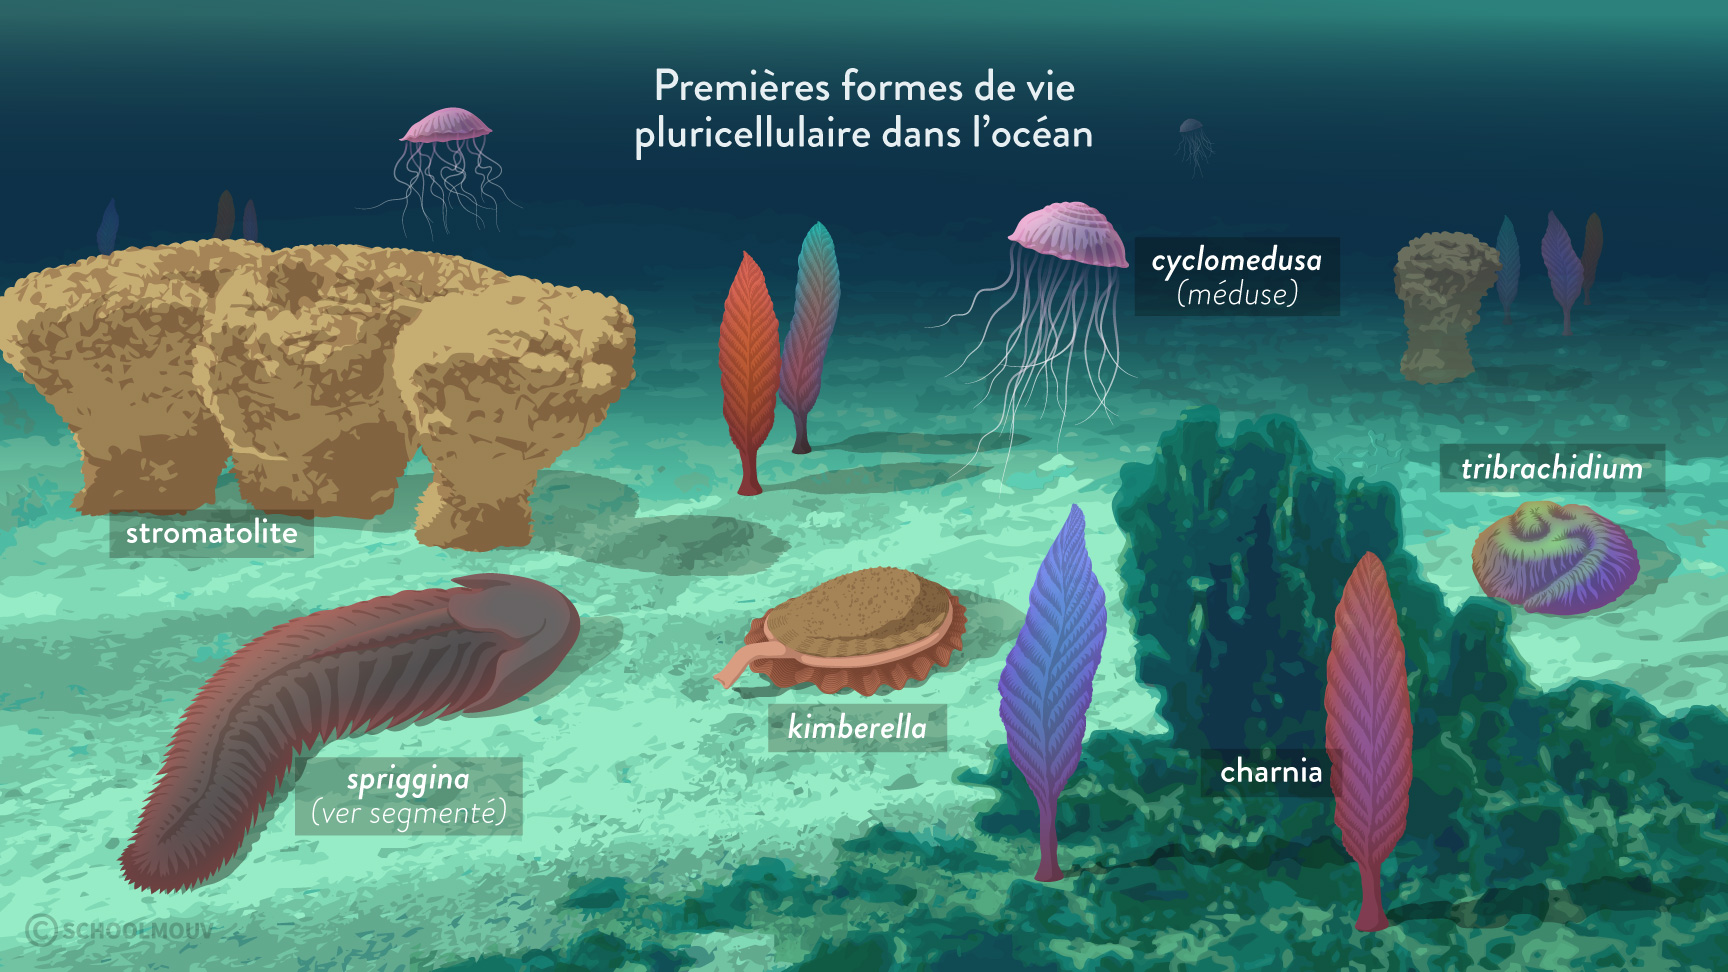 Premières formes de vie
pluricellulaire dans l’océan
cyclomedusa
(méduse)
tribrachidium
stromatolite
kimberella
spriggina
(ver segmenté)
charnia
© SCHOOLMOUV